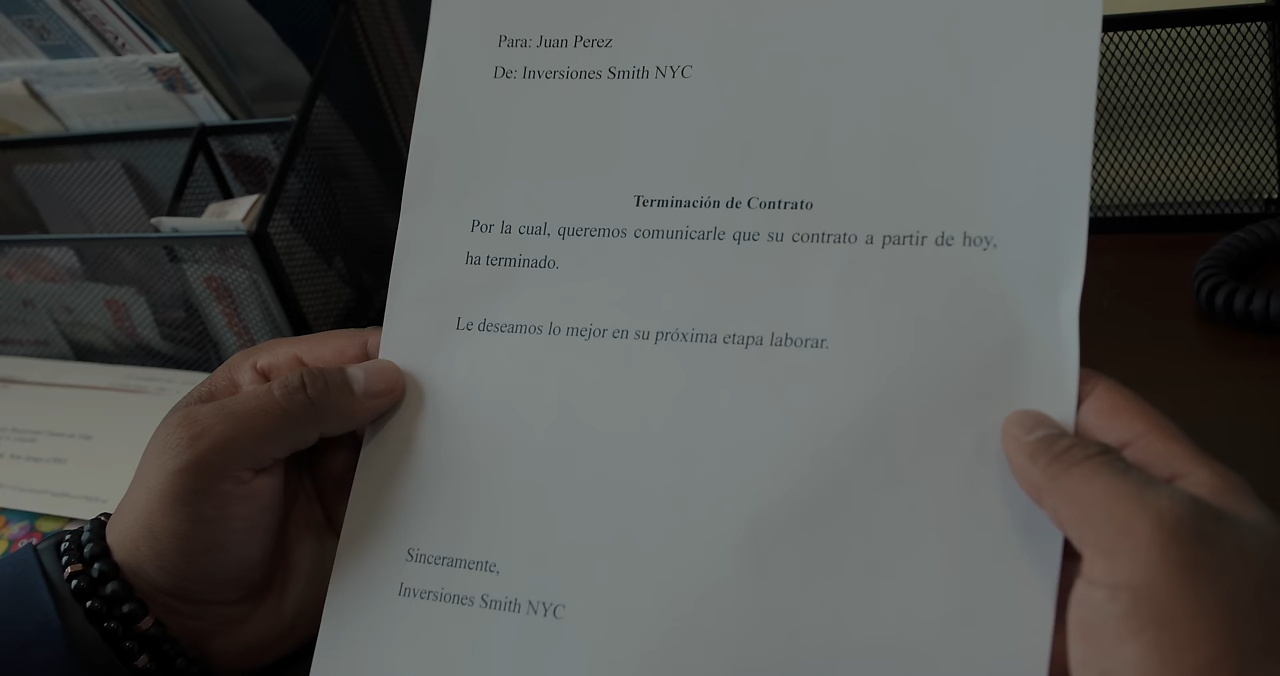 Para: Juan Perez
De: Inversiones Smith NYC
Terminación de Contrato
Por la cual, queremos comunicarle que su contrato a partir de hoy,
ha terminado.
Le deseamos lo mejor en su próxima etapa laborar.
Sinceramente,
Inversiones Smith NYC